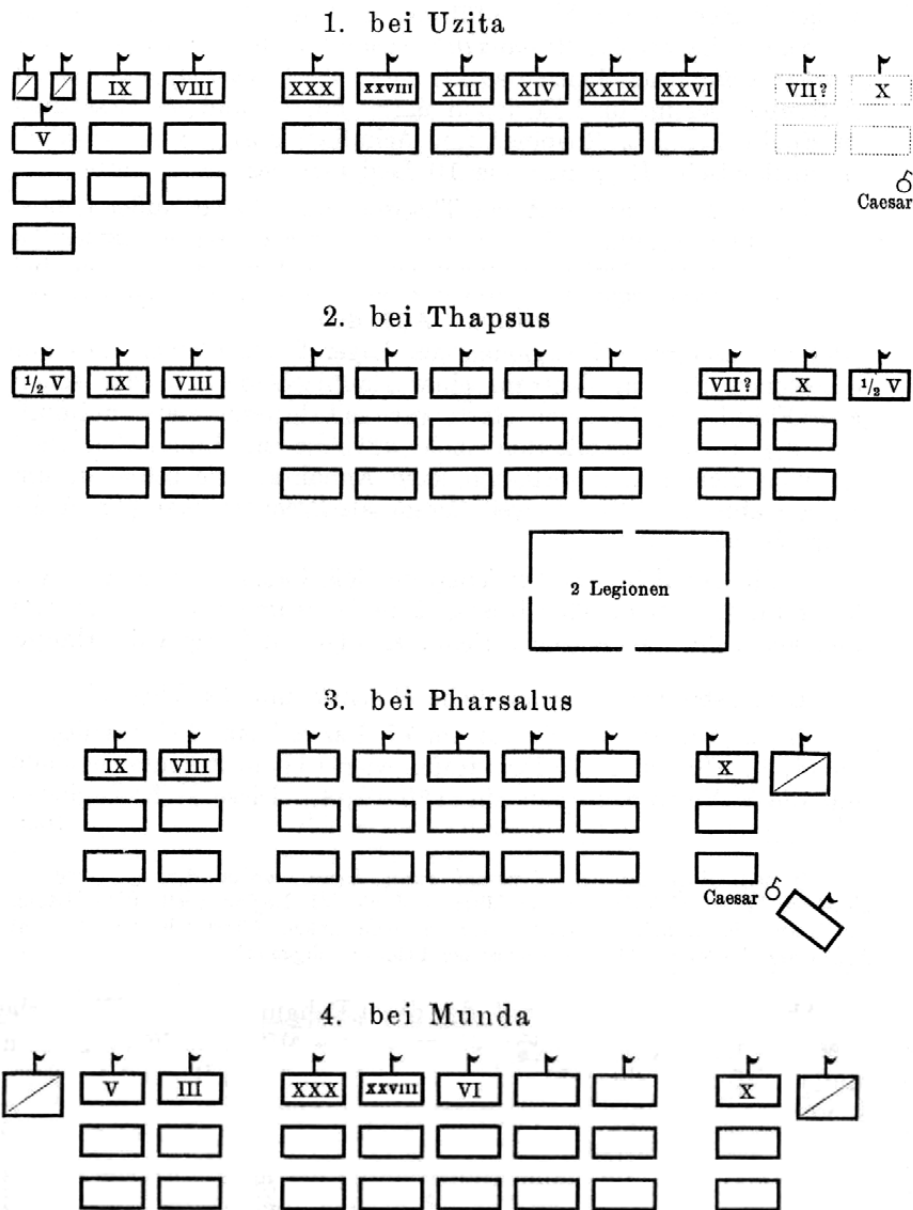 1. bei Uzita
IX VIII XXX XXVIII XIII XIV XXIX XXVI VII? X
V
Caesar
2. bei Thapsus
1/2 V IX VIII VII? X 1/2 V
2 Legionen
3. bei Pharsalus
IX VIII X
Caesar
4. bei Munda
V III XXX XXVIII VI X